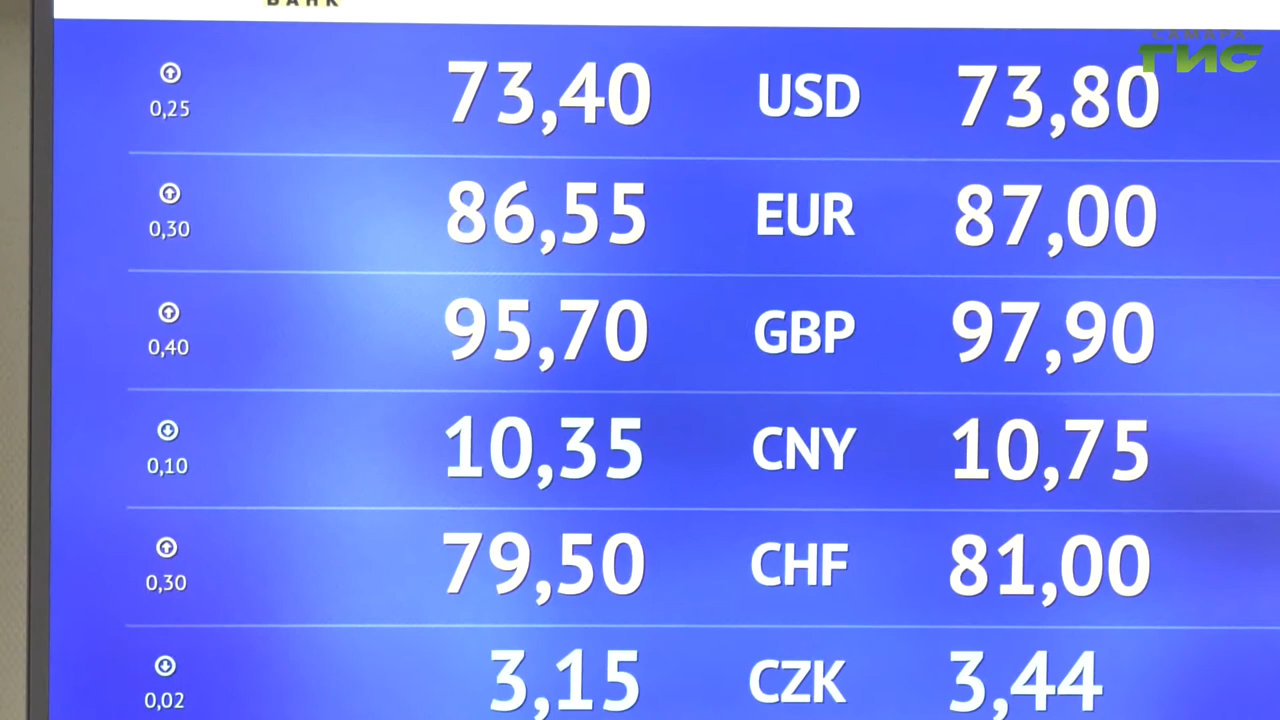 БАНК
САМАРА
ГИС
0,25 73,40 USD 73,80
0,30 86,55 EUR 87,00
0,40 95,70 GBP 97,90
0,10 10,35 CNY 10,75
0,30 79,50 CHF 81,00
0,02 3,15 CZK 3,44